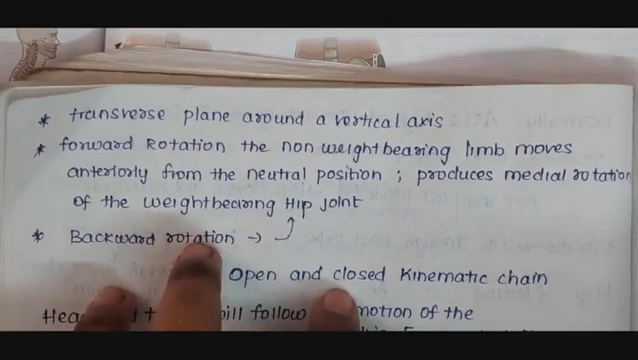 * transverse plane around a vertical axis
* forward Rotation the non weightbearing limb moves
anteriorly from the neutral position ; produces medial rotation
of the weightbearing Hip Joint
* Backward rotation →
Open and closed Kinematic chain
will follow motion of the